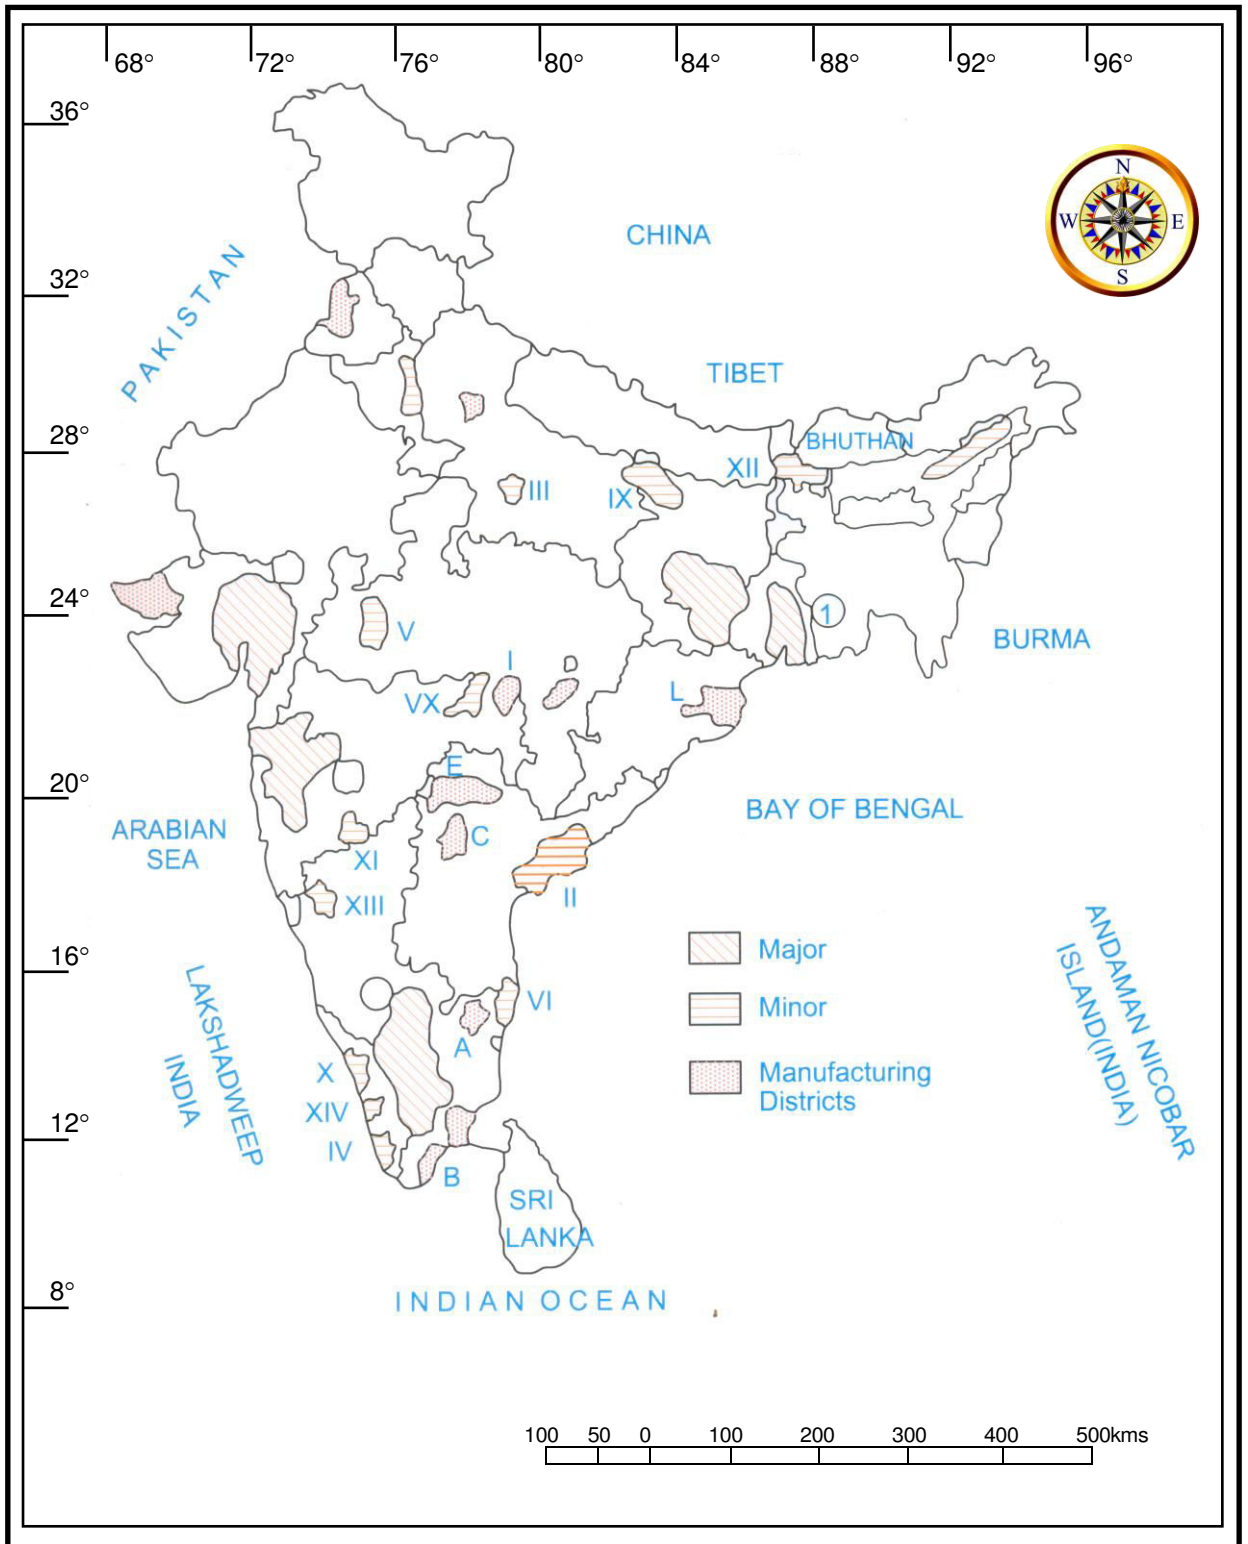 68° 72° 76° 80° 84° 88° 92° 96°
36°
N
W E
S
CHINA
PAKISTAN
32°
TIBET
28°
BHUTHAN
XII
III
IX
24°
1
V
BURMA
I
VX
L
E
20°
BAY OF BENGAL
ARABIAN
SEA
C
XI
II
XIII
Major
16°
ANDAMAN NICOBAR
ISLAND(INDIA)
LAKSHADWEEP
INDIA
VI
Minor
A
X
Manufacturing
Districts
XIV
12°
IV
B
SRI
LANKA
8°
INDIAN OCEAN
100 50 0 100 200 300 400 500kms